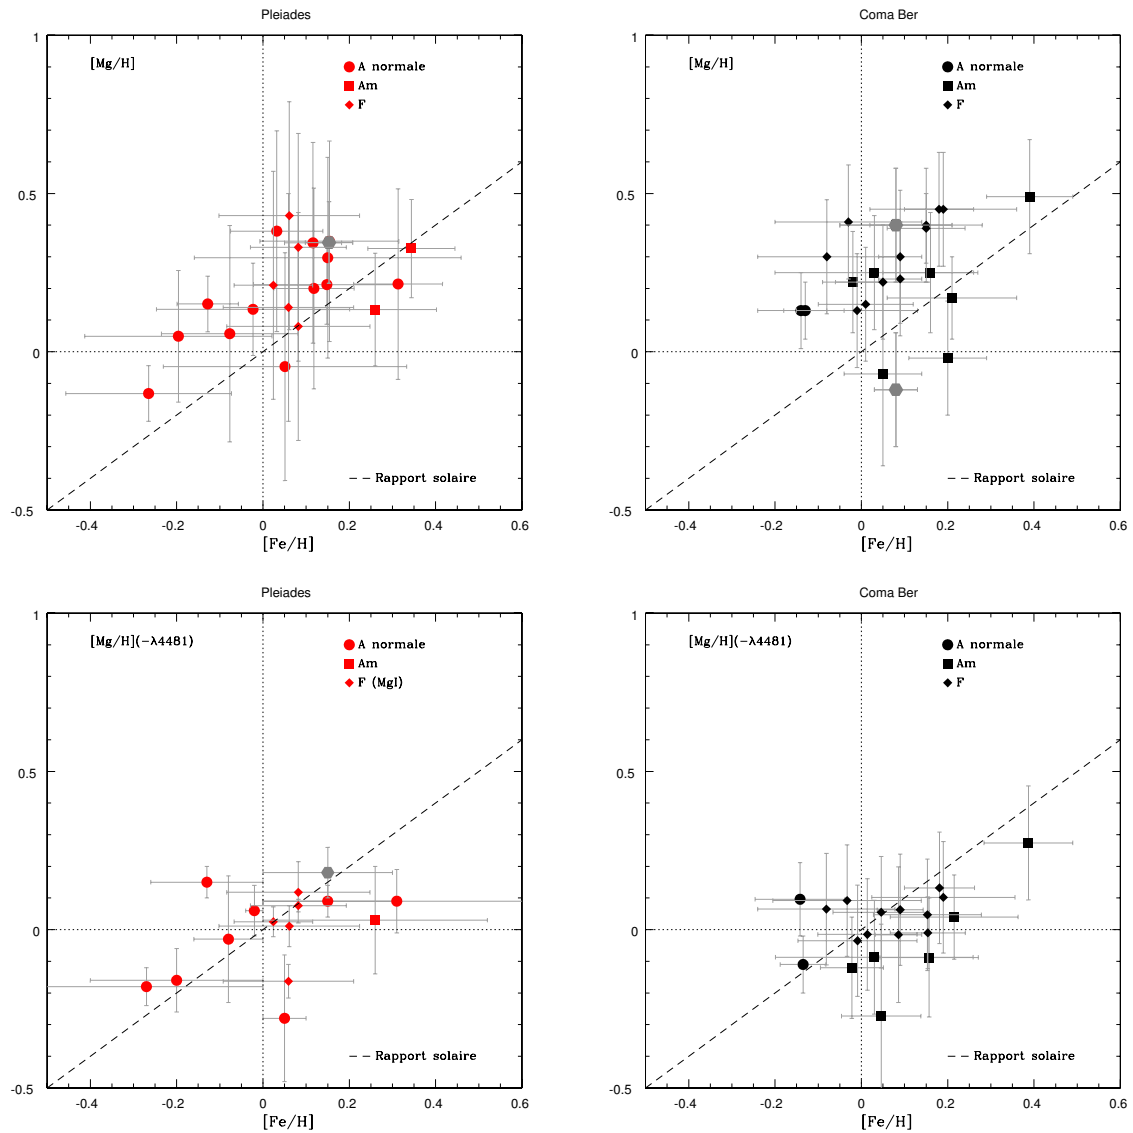 Pleiades
1
[Mg/H]
A normale
Am
F
0.5
0
Rapport solaire
-0.5
-0.4 -0.2 0 0.2 0.4 0.6
[Fe/H]
Coma Ber
1
[Mg/H]
A normale
Am
F
0.5
0
Rapport solaire
-0.5
-0.4 -0.2 0 0.2 0.4 0.6
[Fe/H]
Pleiades
1
[Mg/H](-λ4481)
A normale
Am
F (MgI)
0.5
0
Rapport solaire
-0.5
-0.4 -0.2 0 0.2 0.4 0.6
[Fe/H]
Coma Ber
1
[Mg/H](-λ4481)
A normale
Am
F
0.5
0
Rapport solaire
-0.5
-0.4 -0.2 0 0.2 0.4 0.6
[Fe/H]